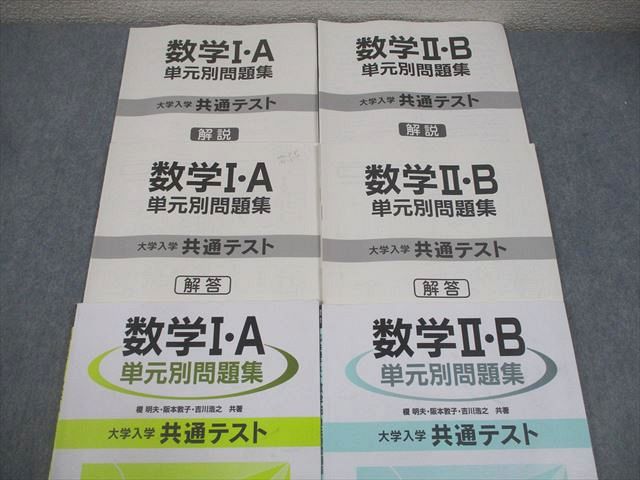 数学Ⅰ・A
単元別問題集
大学入学 共通テスト
解説
数学Ⅱ・B
単元別問題集
大学入学 共通テスト
解説
数学Ⅰ・A
単元別問題集
大学入学 共通テスト
解答
数学Ⅱ・B
単元別問題集
大学入学 共通テスト
解答
数学Ⅰ・A
単元別問題集
榎 明夫・阪本敦子・吉川浩之 共著
大学入学 共通テスト
数学Ⅱ・B
単元別問題集
榎 明夫・阪本敦子・吉川浩之 共著
大学入学 共通テスト